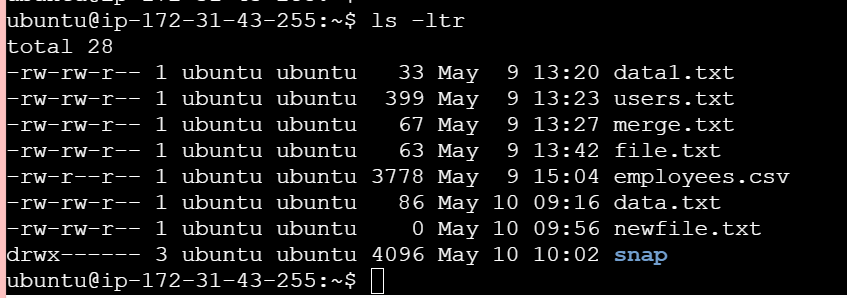 ubuntu@ip-172-31-43-255:~$ ls -ltr
total 28
-rw-rw-r-- 1 ubuntu ubuntu   33 May  9 13:20 data1.txt
-rw-rw-r-- 1 ubuntu ubuntu  399 May  9 13:23 users.txt
-rw-rw-r-- 1 ubuntu ubuntu   67 May  9 13:27 merge.txt
-rw-rw-r-- 1 ubuntu ubuntu   63 May  9 13:42 file.txt
-rw-r--r-- 1 ubuntu ubuntu 3778 May  9 15:04 employees.csv
-rw-rw-r-- 1 ubuntu ubuntu   86 May 10 09:16 data.txt
-rw-rw-r-- 1 ubuntu ubuntu    0 May 10 09:56 newfile.txt
drwx------ 3 ubuntu ubuntu 4096 May 10 10:02 snap
ubuntu@ip-172-31-43-255:~$